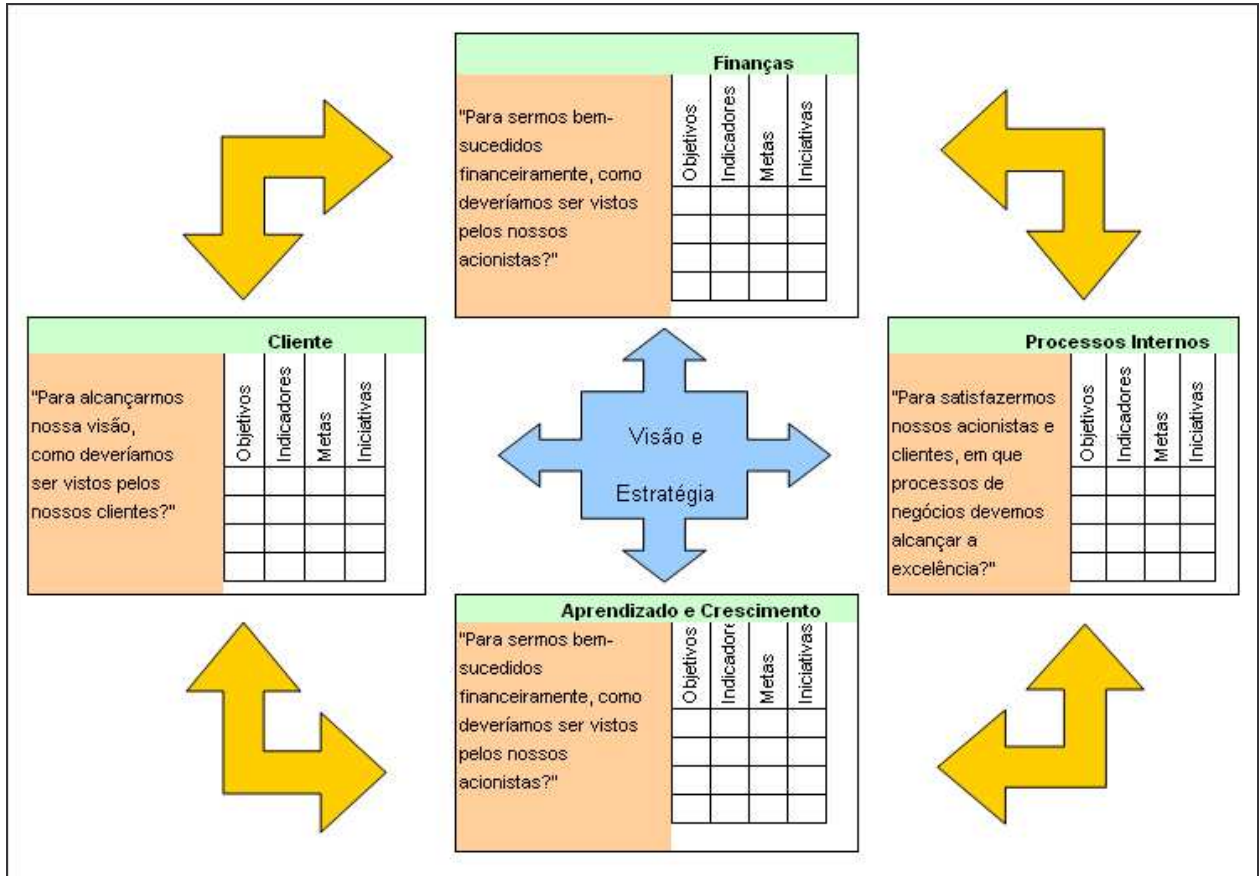 Finanças
"Para sermos bem-
sucedidos
financeiramente, como
deveríamos ser vistos
pelos nossos
acionistas?"
Objetivos
Indicadores
Metas
Iniciativas
Cliente
"Para alcançarmos
nossa visão,
como deveríamos
ser vistos pelos
nossos clientes?"
Objetivos
Indicadores
Metas
Iniciativas
Visão e
Estratégia
Processos Internos
"Para satisfazermos
nossos acionistas e
clientes, em que
processos de
negócios devemos
alcançar a
excelência?"
Objetivos
Indicadores
Metas
Iniciativas
Aprendizado e Crescimento
"Para sermos bem-
sucedidos
financeiramente, como
deveríamos ser vistos
pelos nossos
acionistas?"
Objetivos
Indicadore
Metas
Iniciativas